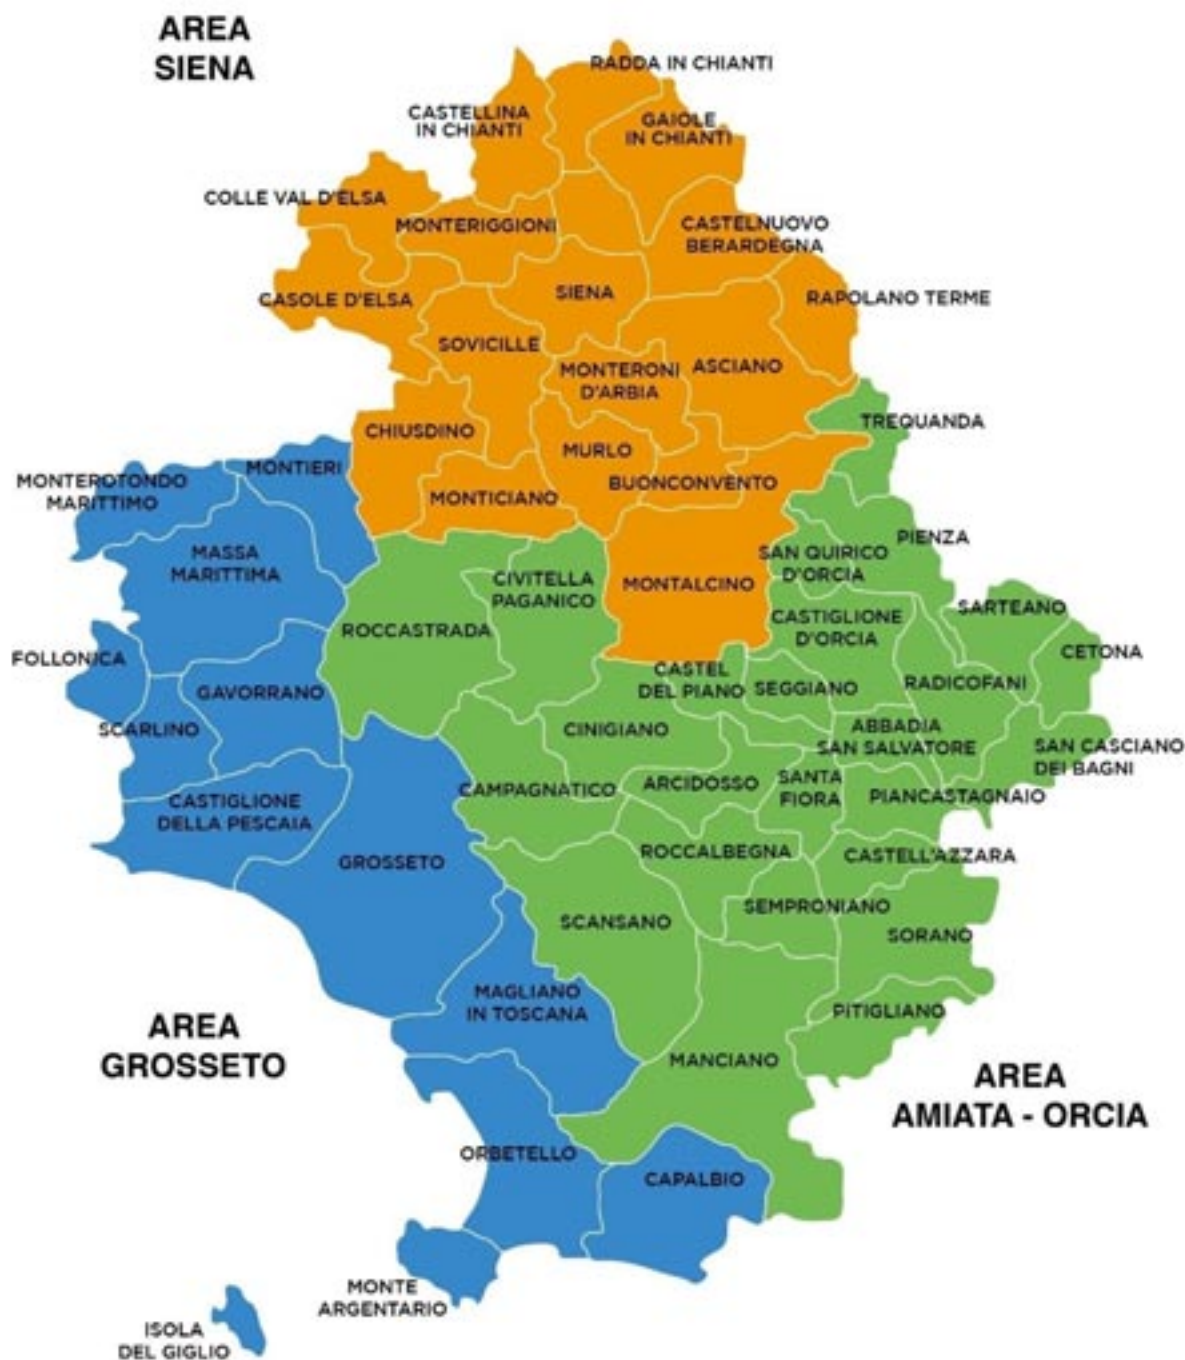 AREA
SIENA
RADDA IN CHIANTI
CASTELLINA
IN CHIANTI
GAIOLE
IN CHIANTI
COLLE VAL D'ELSA
MONTERIGGIONI
CASTELNUOVO
BERARDEGNA
CASOLE D'ELSA
SIENA
RAPOLANO TERME
SOVICILLE
MONTERONI
D'ARBIA
ASCIANO
CHIUSDINO
TREQUANDA
MURLO
MONTIERI
MONTEROTONDO
MARITTIMO
BUONCONVENTO
MONTICIANO
PIENZA
MASSA
MARITTIMA
SAN QUIRICO
D'ORCIA
CIVITELLA
PAGANICO
MONTALCINO
SARTEANO
CASTIGLIONE
D'ORCIA
ROCCASTRADA
CETONA
FOLLONICA
CASTEL
DEL PIANO
SEGGIANO
RADICOFANI
GAVORRANO
SCARLINO
CINIGIANO
ABBADIA
SAN SALVATORE
SAN CASCIANO
DEI BAGNI
ARCIDOSSO
SANTA
FIORA
CAMPAGNATICO
PIANCASTAGNAIO
CASTIGLIONE
DELLA PESCAIA
GROSSETO
ROCCALBEGNA
CASTELL'AZZARA
SEMPRONIANO
SCANSANO
SORANO
MAGLIANO
IN TOSCANA
PITIGLIANO
AREA
GROSSETO
MANCIANO
AREA
AMIATA - ORCIA
ORBETELLO
CAPALBIO
MONTE
ARGENTARIO
ISOLA
DEL GIGLIO